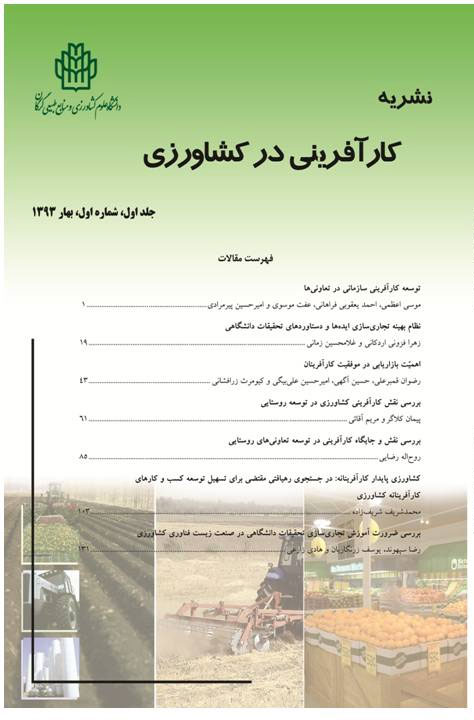 دانشگاه علوم کشاورزی و منابع طبیعی گرگان
نشریه
کارآفرینی در کشاورزی
جلد اول، شماره اول، بهار ۱۳۹۳
فهرست مقالات
توسعه کارآفرینی سازمانی در تعاونی‌ها
موسی اعظمی، احمد یعقوبی فراهانی، عفت موسوی و امیرحسین پیرمرادی ........ ۱
نظام بهینه تجاری‌سازی ایده‌ها و دستاوردهای تحقیقات دانشگاهی
زهرا فزونی اردکانی و غلامحسین زمانی ........ ۱۹
اهمیّت بازاریابی در موفقیت کارآفرینان
رضوان قمبرعلی، حسین آگهی، امیرحسین علی‌بیگی و کیومرث زرافشانی ........ ۴۳
بررسی نقش کارآفرینی کشاورزی در توسعه روستایی
پیمان کلاگر و مریم آقائی ........ ۶۱
بررسی نقش و جایگاه کارآفرینی در توسعه تعاونی‌های روستایی
روح‌اله رضایی ........ ۸۵
کشاورزی پایدار کارآفرینانه: در جستجوی رهیافتی مقتضی برای تسهیل توسعه کسب و کارهای
کارآفرینانه کشاورزی
محمدشریف شریف‌زاده ........ ۱۰۳
بررسی ضرورت آموزش تجاری‌سازی تحقیقات دانشگاهی در صنعت زیست فناوری کشاورزی
رضا سپهوند، یوسف زرنگاریان و هادی زارعی ........ ۱۳۱